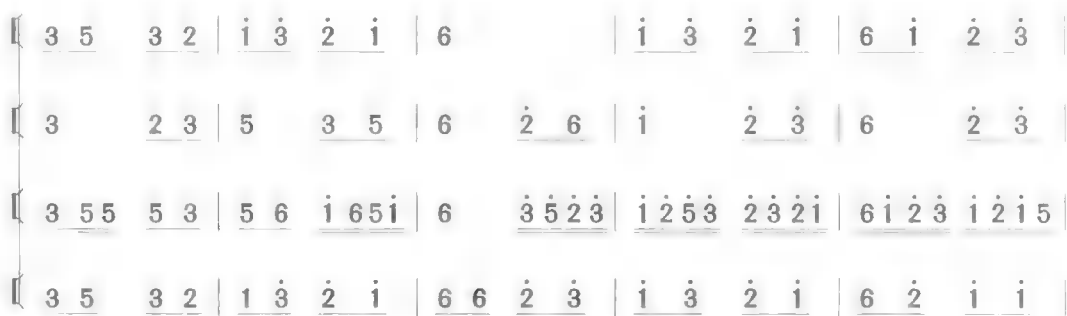 3 5 3 2 | i̇ 3̇ 2̇ i̇ | 6 | i̇ 3̇ 2̇ i̇ | 6 i̇ 2̇ 3̇ |
3 2 3 | 5 3 5 | 6 2̇ 6 | i̇ 2̇ 3̇ | 6 2̇ 3̇ |
3 5 5 5 3 | 5 6 i̇ 6 5 i̇ | 6 3̇ 5̇ 2̇ 3̇ | i̇ 2̇ 5̇ 3̇ 2̇ 3̇ 2̇ i̇ | 6 i̇ 2̇ 3̇ i̇ 2̇ i̇ 5 |
3 5 3 2 | 1 3̇ 2̇ i̇ | 6 6 2̇ 3̇ | i̇ 3̇ 2̇ i̇ | 6 2̇ i̇ i̇ |